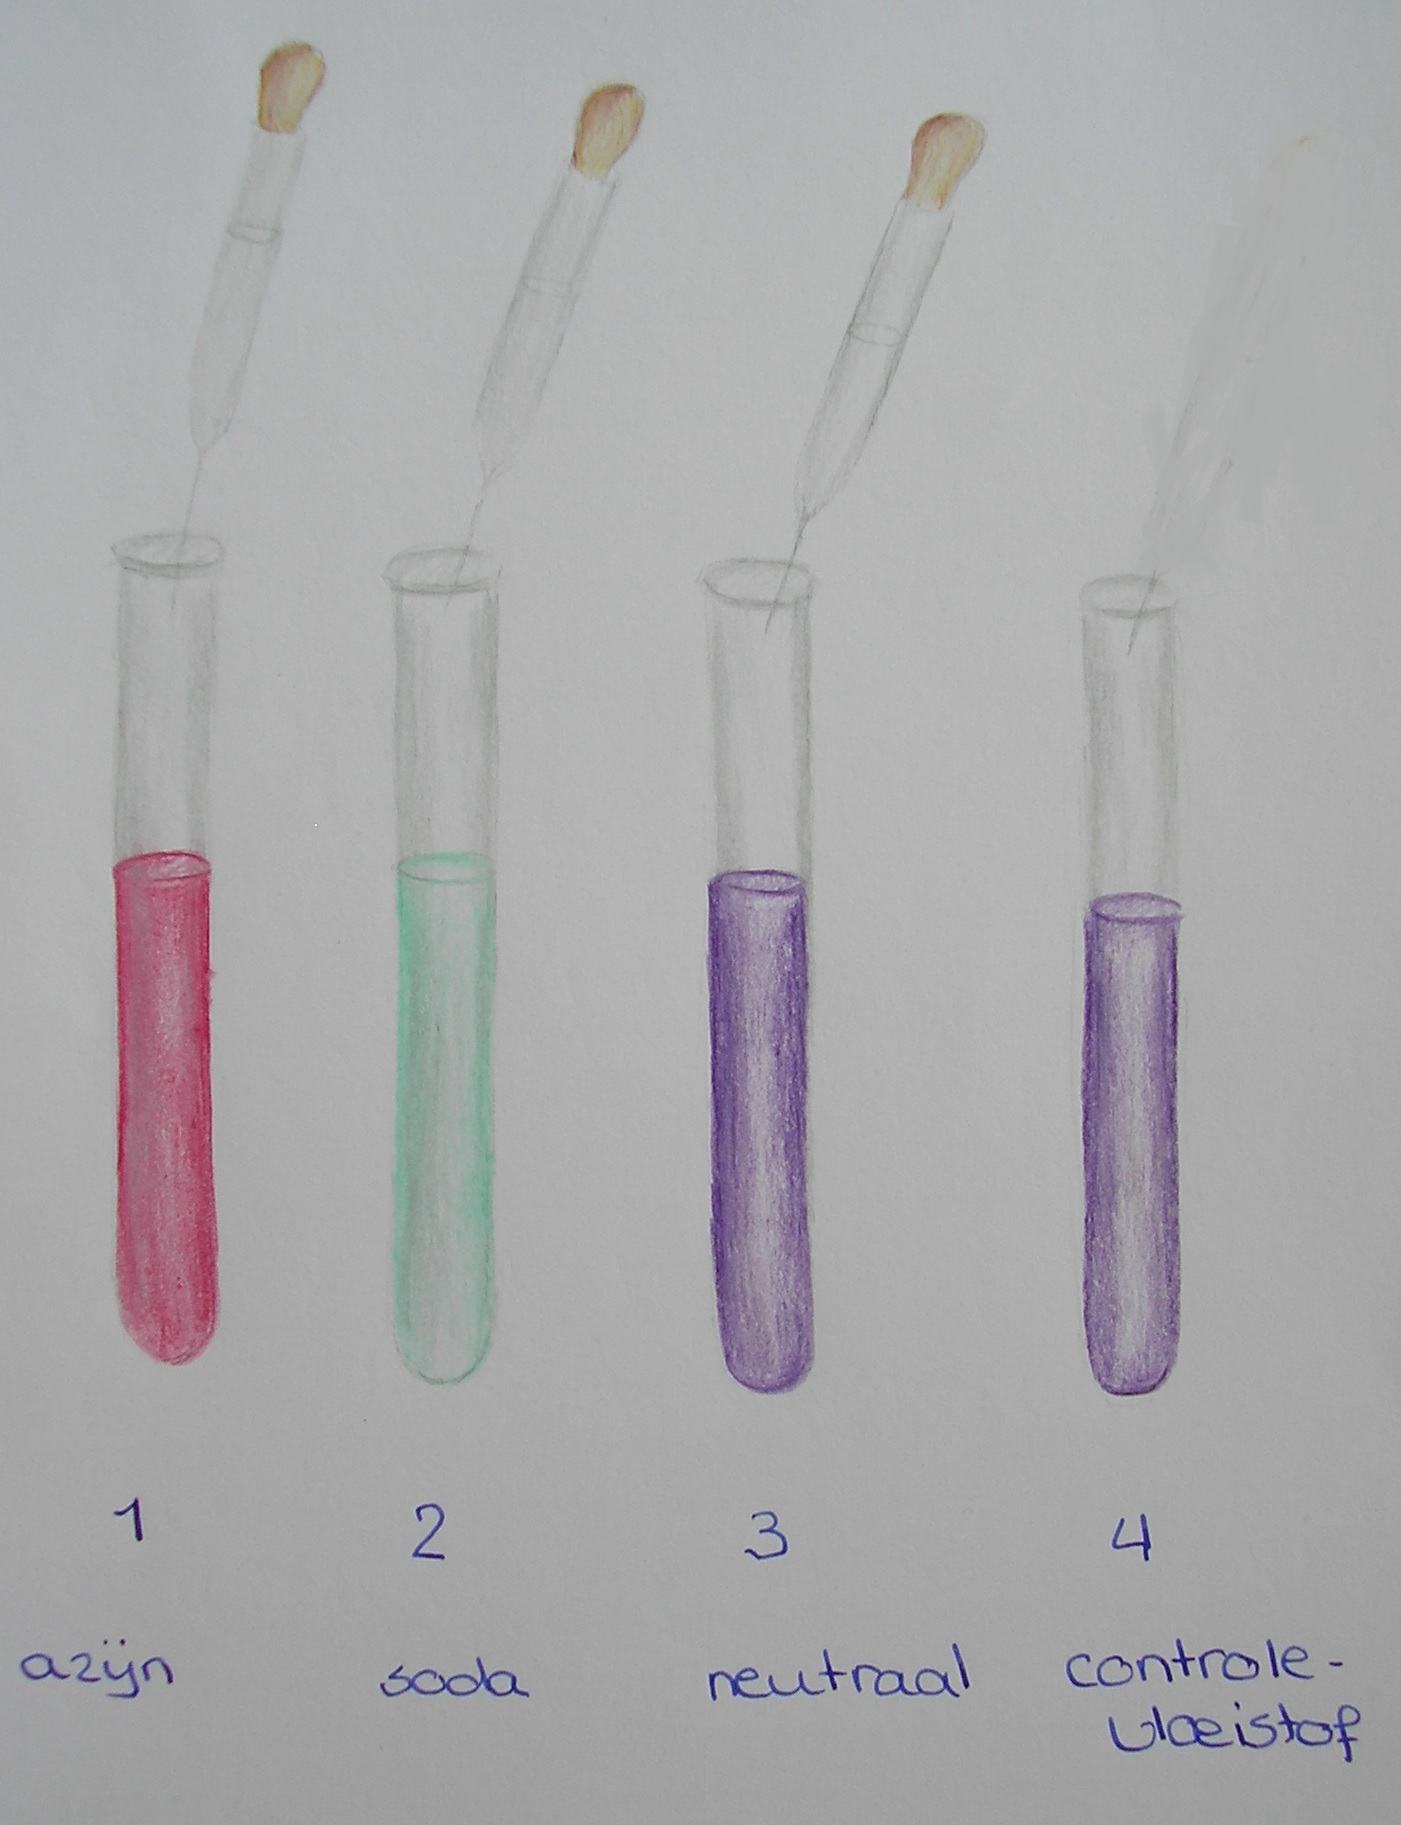 1 2 3 4
azijn soda neutraal controle-
vloeistof